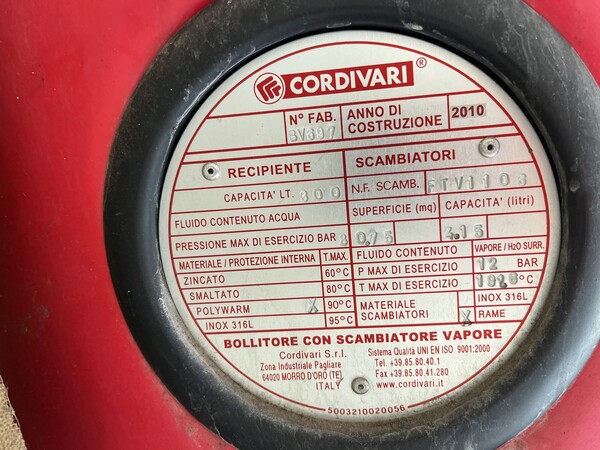 CORDIVARI ®
N° FAB. ANNO DI COSTRUZIONE 2010
RECIPIENTE SCAMBIATORI
CAPACITA' LT. 300 N.F. SCAMB. FTV1103
FLUIDO CONTENUTO ACQUA SUPERFICIE (mq) CAPACITA' (litri)
PRESSIONE MAX DI ESERCIZIO BAR 8 0,75 4,15
MATERIALE / PROTEZIONE INTERNA T.MAX. FLUIDO CONTENUTO VAPORE / H2O SURR.
ZINCATO 60°C P MAX DI ESERCIZIO 12 BAR
SMALTATO 80°C T MAX DI ESERCIZIO °C
POLYWARM X 90°C MATERIALE SCAMBIATORI INOX 316L
INOX 316L 95°C X RAME
BOLLITORE CON SCAMBIATORE VAPORE
Cordivari S.r.l. Sistema Qualità UNI EN ISO 9001:2000
Zona Industriale Pagliare Tel. +39.85.80.40.1
64020 MORRO D'ORO (TE) Fax +39.85.80.41.280
ITALY www.cordivari.it
5003210020056